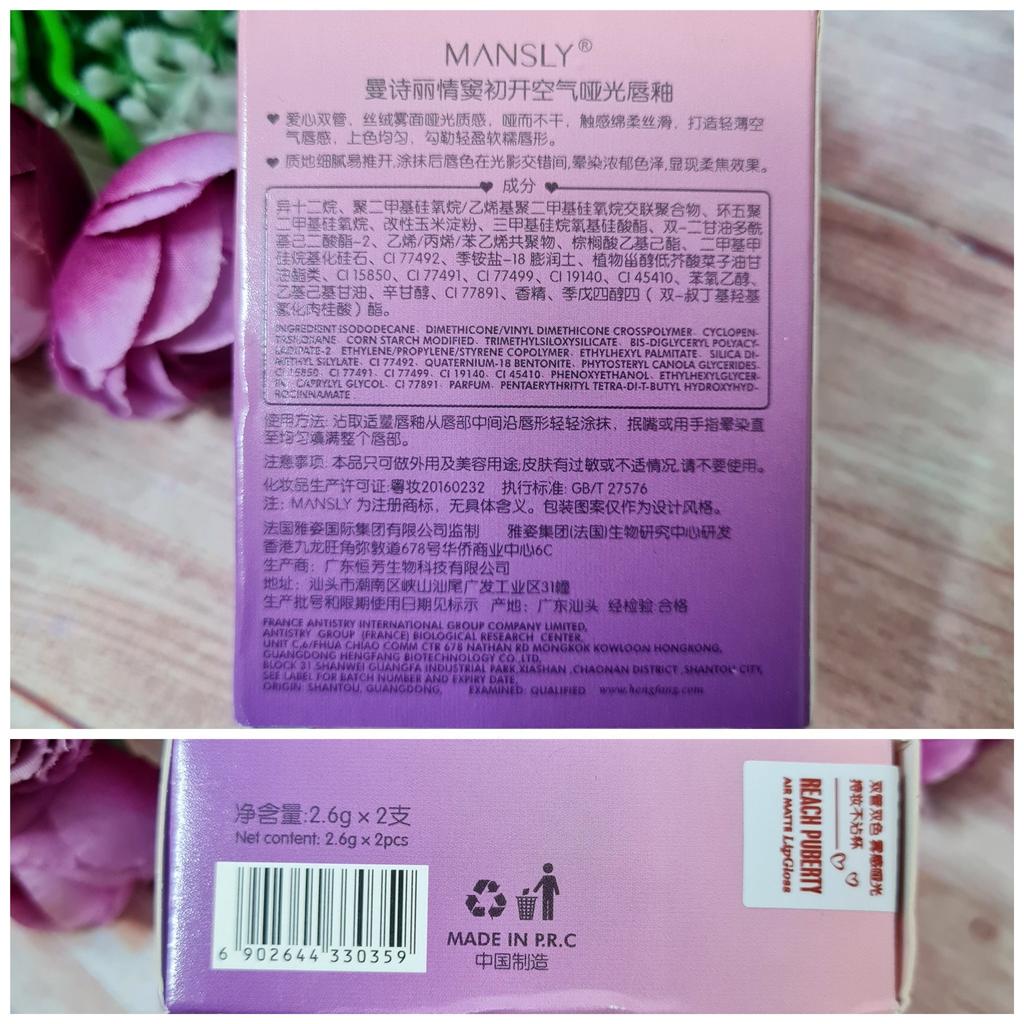 MANSLY®
曼诗丽情窦初开空气哑光唇釉
♥ 爱心双管、丝绒雾面哑光质感，哑而不干，触感绵柔丝滑，打造轻薄空
气唇感，上色均匀，勾勒轻盈软糯唇形。
♥ 质地细腻易推开,涂抹后唇色在光影交错间,晕染浓郁色泽,显现柔焦效果。
♥ 成分 ♥
异十二烷、聚二甲基硅氧烷/乙烯基聚二甲基硅氧烷交联聚合物、环五聚
二甲基硅氧烷、改性玉米淀粉、三甲基硅烷氧基硅酸酯、双-二甘油多酰
基己二酸酯-2、乙烯/丙烯/苯乙烯共聚物、棕榈酸乙基己酯、二甲基甲
硅烷基化硅石、CI 77492、季铵盐-18 膨润土、植物甾醇低芥酸菜子油甘
油酯类、CI 15850、CI 77491、CI 77499、CI 19140、CI 45410、苯氧乙醇、
乙基己基甘油、辛甘醇、CI 77891、香精、季戊四醇四（双-叔丁基羟基
氢化肉桂酸）酯。
INGREDIENT:ISODODECANE、DIMETHICONE/VINYL DIMETHICONE CROSSPOLYMER、CYCLOPEN-
TASILOXANE、CORN STARCH MODIFIED、TRIMETHYLSILOXYSILICATE、BIS-DIGLYCERYL POLYACY-
LADIPATE-2、ETHYLENE/PROPYLENE/STYRENE COPOLYMER、ETHYLHEXYL PALMITATE、SILICA DI-
METHYL SILYLATE、CI 77492、QUATERNIUM-18 BENTONITE、PHYTOSTERYL CANOLA GLYCERIDES、
CI 15850、CI 77491、CI 77499、CI 19140、CI 45410、PHENOXYETHANOL、ETHYLHEXYLGLYCER-
IN、CAPRYLYL GLYCOL、CI 77891、PARFUM、PENTAERYTHRITYL TETRA-DI-T-BUTYL HYDROXYHYD-
ROCINNAMATE
使用方法: 沾取适量唇釉从唇部中间沿唇形轻轻涂抹，抿嘴或用手指晕染直
至均匀填满整个唇部。
注意事项: 本品只可做外用及美容用途,皮肤有过敏或不适情况,请不要使用。
化妆品生产许可证:粤妆20160232 执行标准: GB/T 27576
注: MANSLY 为注册商标，无具体含义。包装图案仅作为设计风格。
法国雅姿国际集团有限公司监制 雅姿集团(法国)生物研究中心研发
香港九龙旺角弥敦道678号华侨商业中心6C
生产商：广东恒芳生物科技有限公司
地址：汕头市潮南区峡山汕尾广发工业区31幢
生产批号和限期使用日期见标示 产地：广东汕头 经检验:合格
FRANCE ANTISTRY INTERNATIONAL GROUP COMPANY LIMITED,
ANTISTRY GROUP (FRANCE) BIOLOGICAL RESEARCH CENTER,
UNIT C,6/FHUA CHIAO COMM CTR 678 NATHAN RD MONGKOK KOWLOON HONGKONG,
GUANGDONG HENGFANG BIOTECHNOLOGY CO.,LTD,
BLOCK 31.SHANWEI GUANGFA INDUSTRIAL PARK,XIASHAN ,CHAONAN DISTRICT ,SHANTOU CITY,
SEE LABEL FOR BATCH NUMBER AND EXPIRY DATE,
ORIGIN: SHANTOU, GUANGDONG, EXAMINED: QUALIFIED www.hengfang.com
净含量:2.6g × 2支
Net content: 2.6g × 2pcs
6 902644 330359
MADE IN P.R.C
中国制造
双管双色 雾感哑光
持妆不沾杯
REACH PUBERTY
AIR MATTE LipGloss